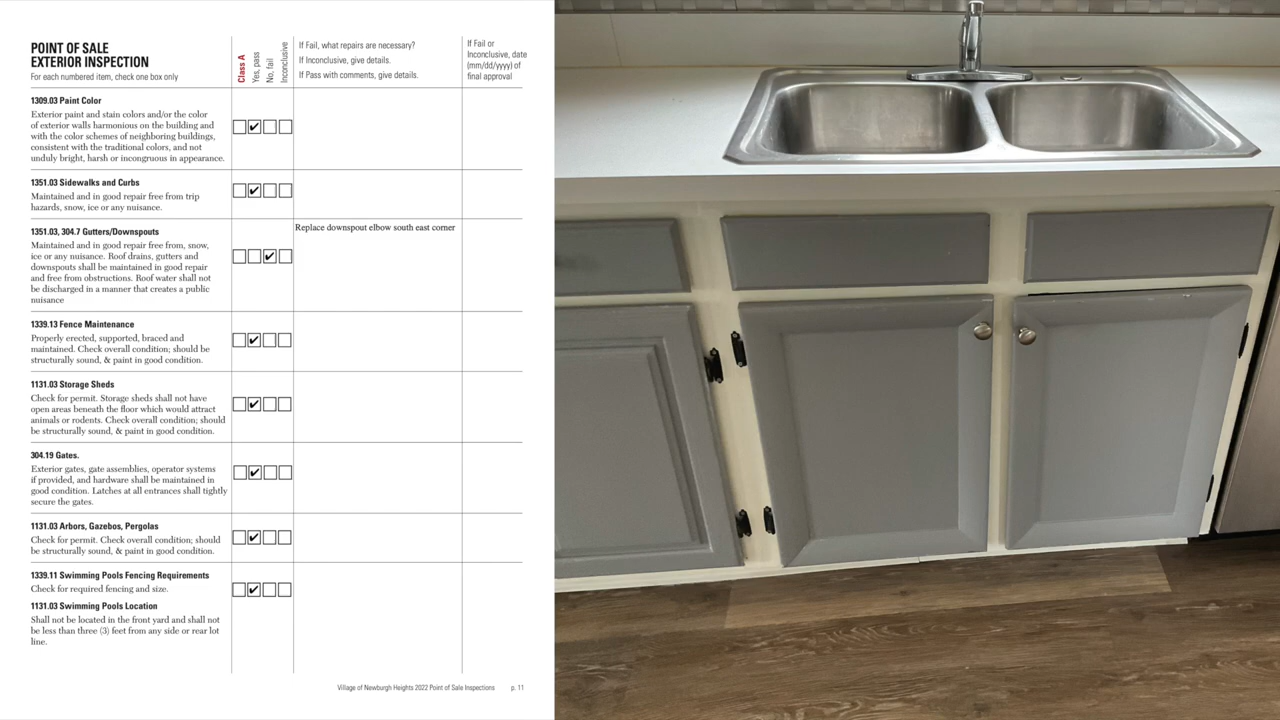 POINT OF SALE
EXTERIOR INSPECTION
For each numbered item, check one box only
Class A
Yes, pass
No, fail
Inconclusive
If Fail, what repairs are necessary?
If Inconclusive, give details.
If Pass with comments, give details.
If Fail or
Inconclusive, date
(mm/dd/yyyy) of
final approval
1309.03 Paint Color
Exterior paint and stain colors and/or the color
of exterior walls harmonious on the building and
with the color schemes of neighboring buildings,
consistent with the traditional colors, and not
unduly bright, harsh or incongruous in appearance.
1351.03 Sidewalks and Curbs
Maintained and in good repair free from trip
hazards, snow, ice or any nuisance.
1351.03, 304.7 Gutters/Downspouts
Maintained and in good repair free from, snow,
ice or any nuisance. Roof drains, gutters and
downspouts shall be maintained in good repair
and free from obstructions. Roof water shall not
be discharged in a manner that creates a public
nuisance
Replace downspout elbow south east corner
1339.13 Fence Maintenance
Properly erected, supported, braced and
maintained. Check overall condition; should be
structurally sound, & paint in good condition.
1131.03 Storage Sheds
Check for permit. Storage sheds shall not have
open areas beneath the floor which would attract
animals or rodents. Check overall condition; should
be structurally sound, & paint in good condition.
304.19 Gates.
Exterior gates, gate assemblies, operator systems
if provided, and hardware shall be maintained in
good condition. Latches at all entrances shall tightly
secure the gates.
1131.03 Arbors, Gazebos, Pergolas
Check for permit. Check overall condition; should
be structurally sound, & paint in good condition.
1339.11 Swimming Pools Fencing Requirements
Check for required fencing and size.
1131.03 Swimming Pools Location
Shall not be located in the front yard and shall not
be less than three (3) feet from any side or rear lot
line.
Village of Newburgh Heights 2022 Point of Sale Inspections p. 11